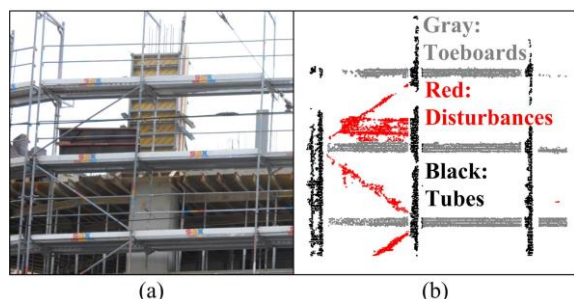 Gray:
Toeboards
Red:
Disturbances
Black:
Tubes
(a)
(b)